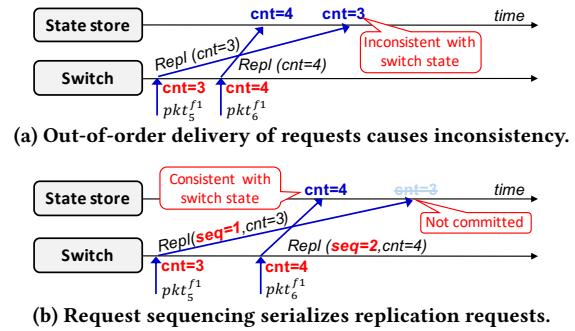 cnt=4 cnt=3 time
State store
Repl (cnt=3)
Inconsistent with
switch state
Repl (cnt=4)
Switch
cnt=3 cnt=4
pkt₅ᶠ¹ pkt₆ᶠ¹
(a) Out-of-order delivery of requests causes inconsistency.
Consistent with
switch state
cnt=4 cnt=3 time
State store
Not committed
Repl(seq=1,cnt=3)
Repl (seq=2,cnt=4)
Switch
cnt=3 cnt=4
pkt₅ᶠ¹ pkt₆ᶠ¹
(b) Request sequencing serializes replication requests.